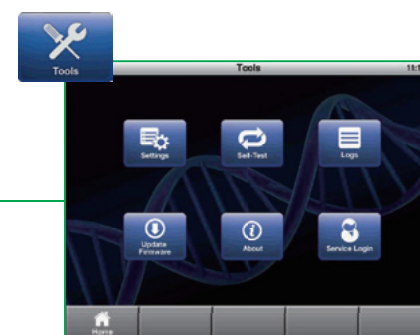 Tools
Tools 11:1
Settings Self-Test Logs
Update
Firmware
About Service Login
Home